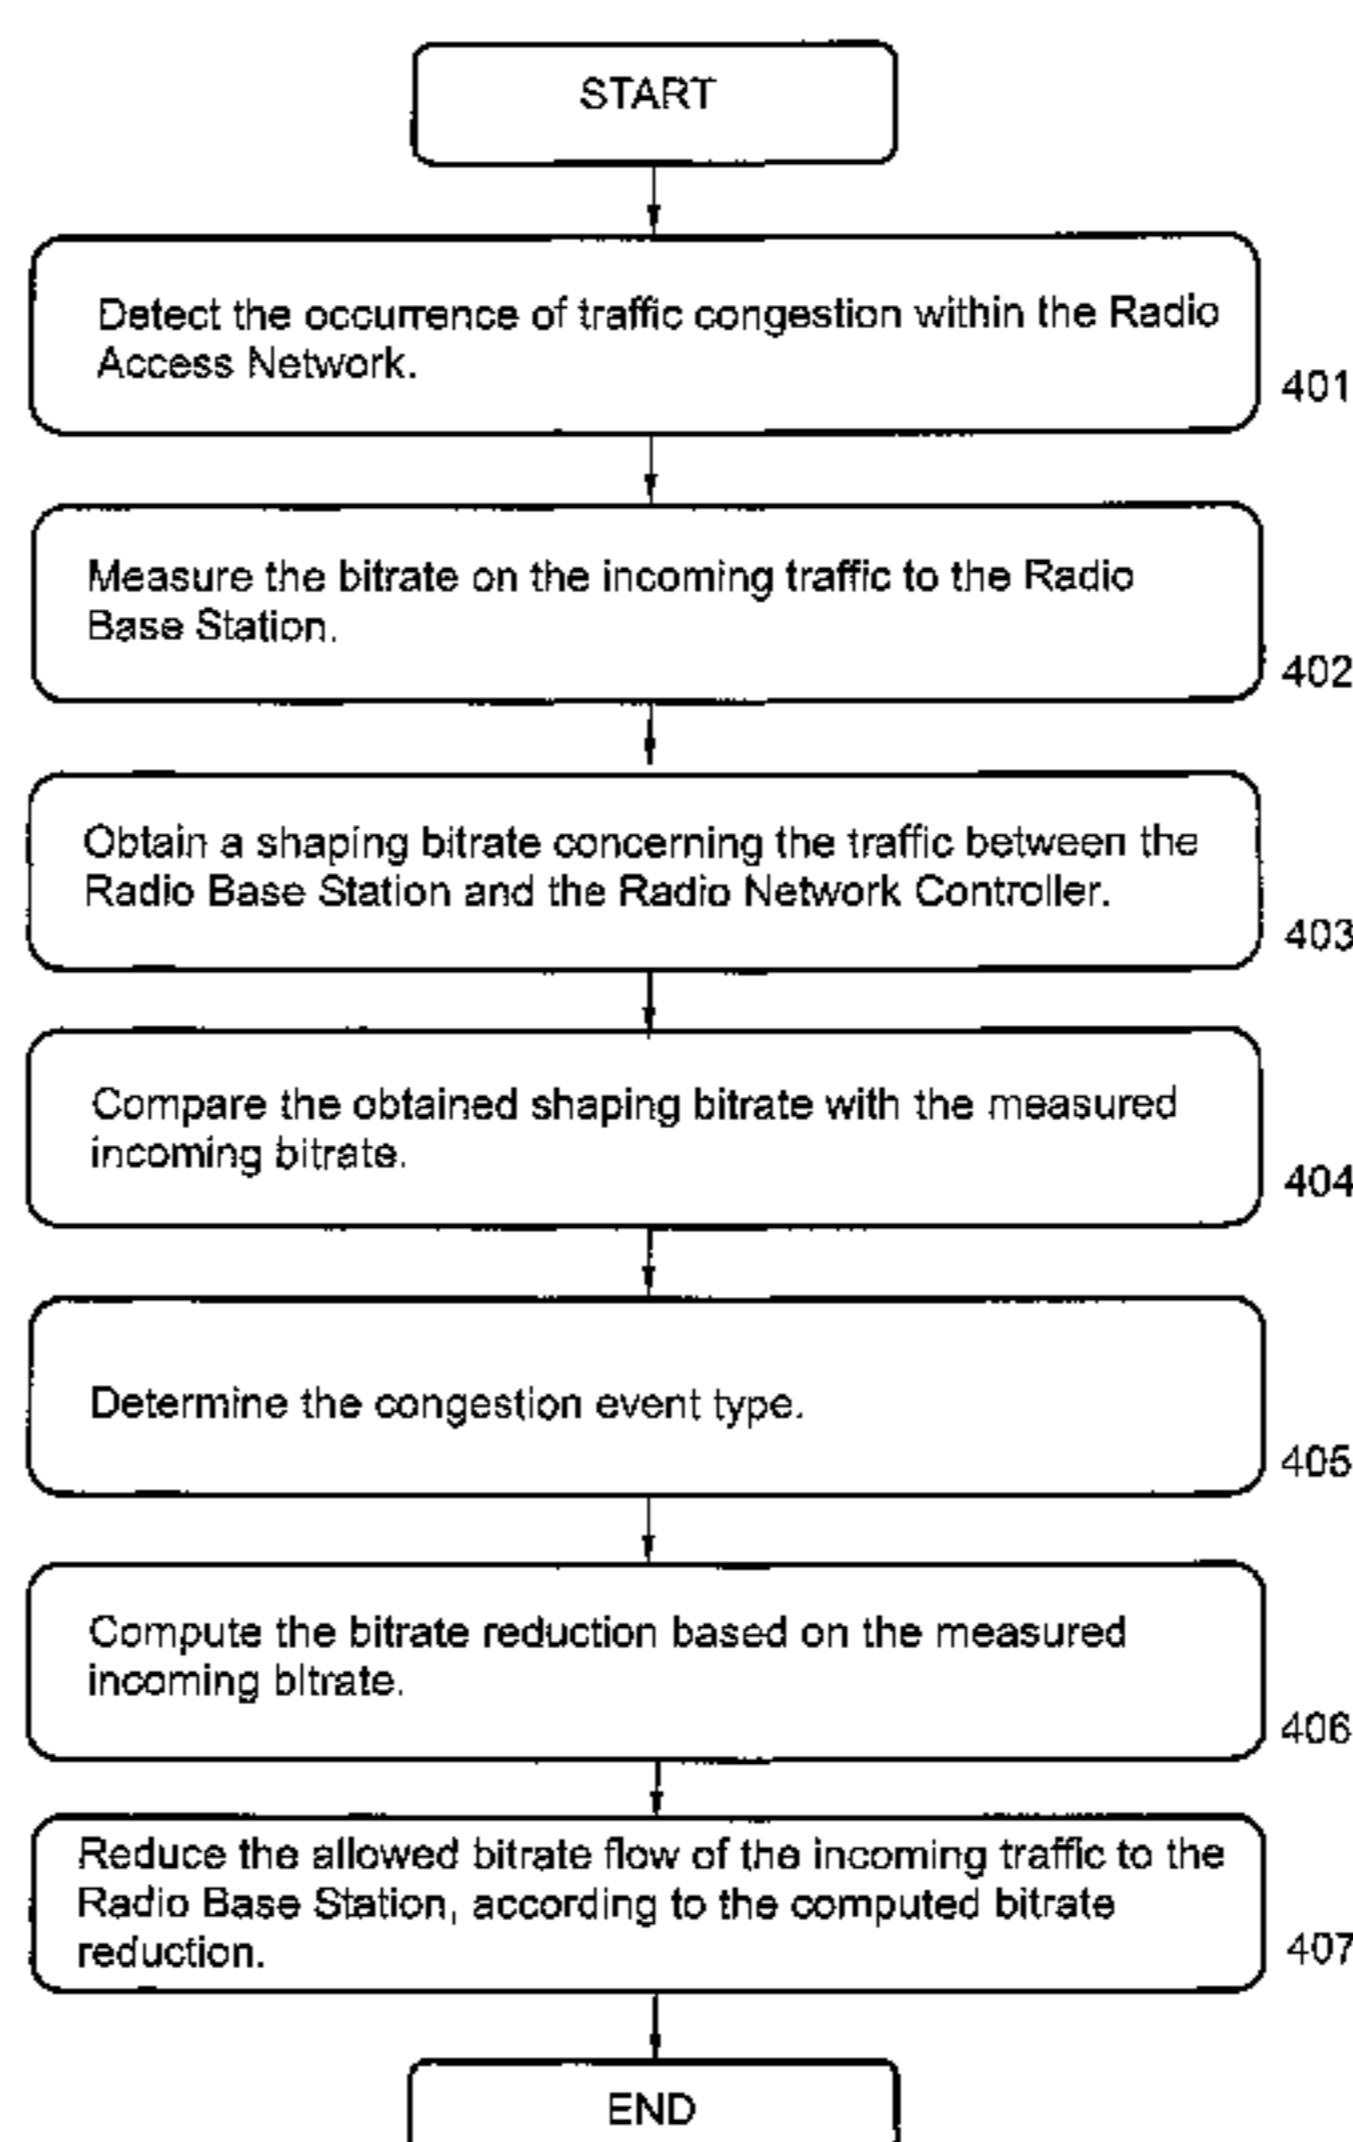 START
Detect the occurrence of traffic congestion within the Radio
Access Network.
401
Measure the bitrate on the incoming traffic to the Radio
Base Station.
402
Obtain a shaping bitrate concerning the traffic between the
Radio Base Station and the Radio Network Controller.
403
Compare the obtained shaping bitrate with the measured
incoming bitrate.
404
Determine the congestion event type.
405
Compute the bitrate reduction based on the measured
incoming bitrate.
406
Reduce the allowed bitrate flow of the incoming traffic to the
Radio Base Station, according to the computed bitrate
reduction.
407
END